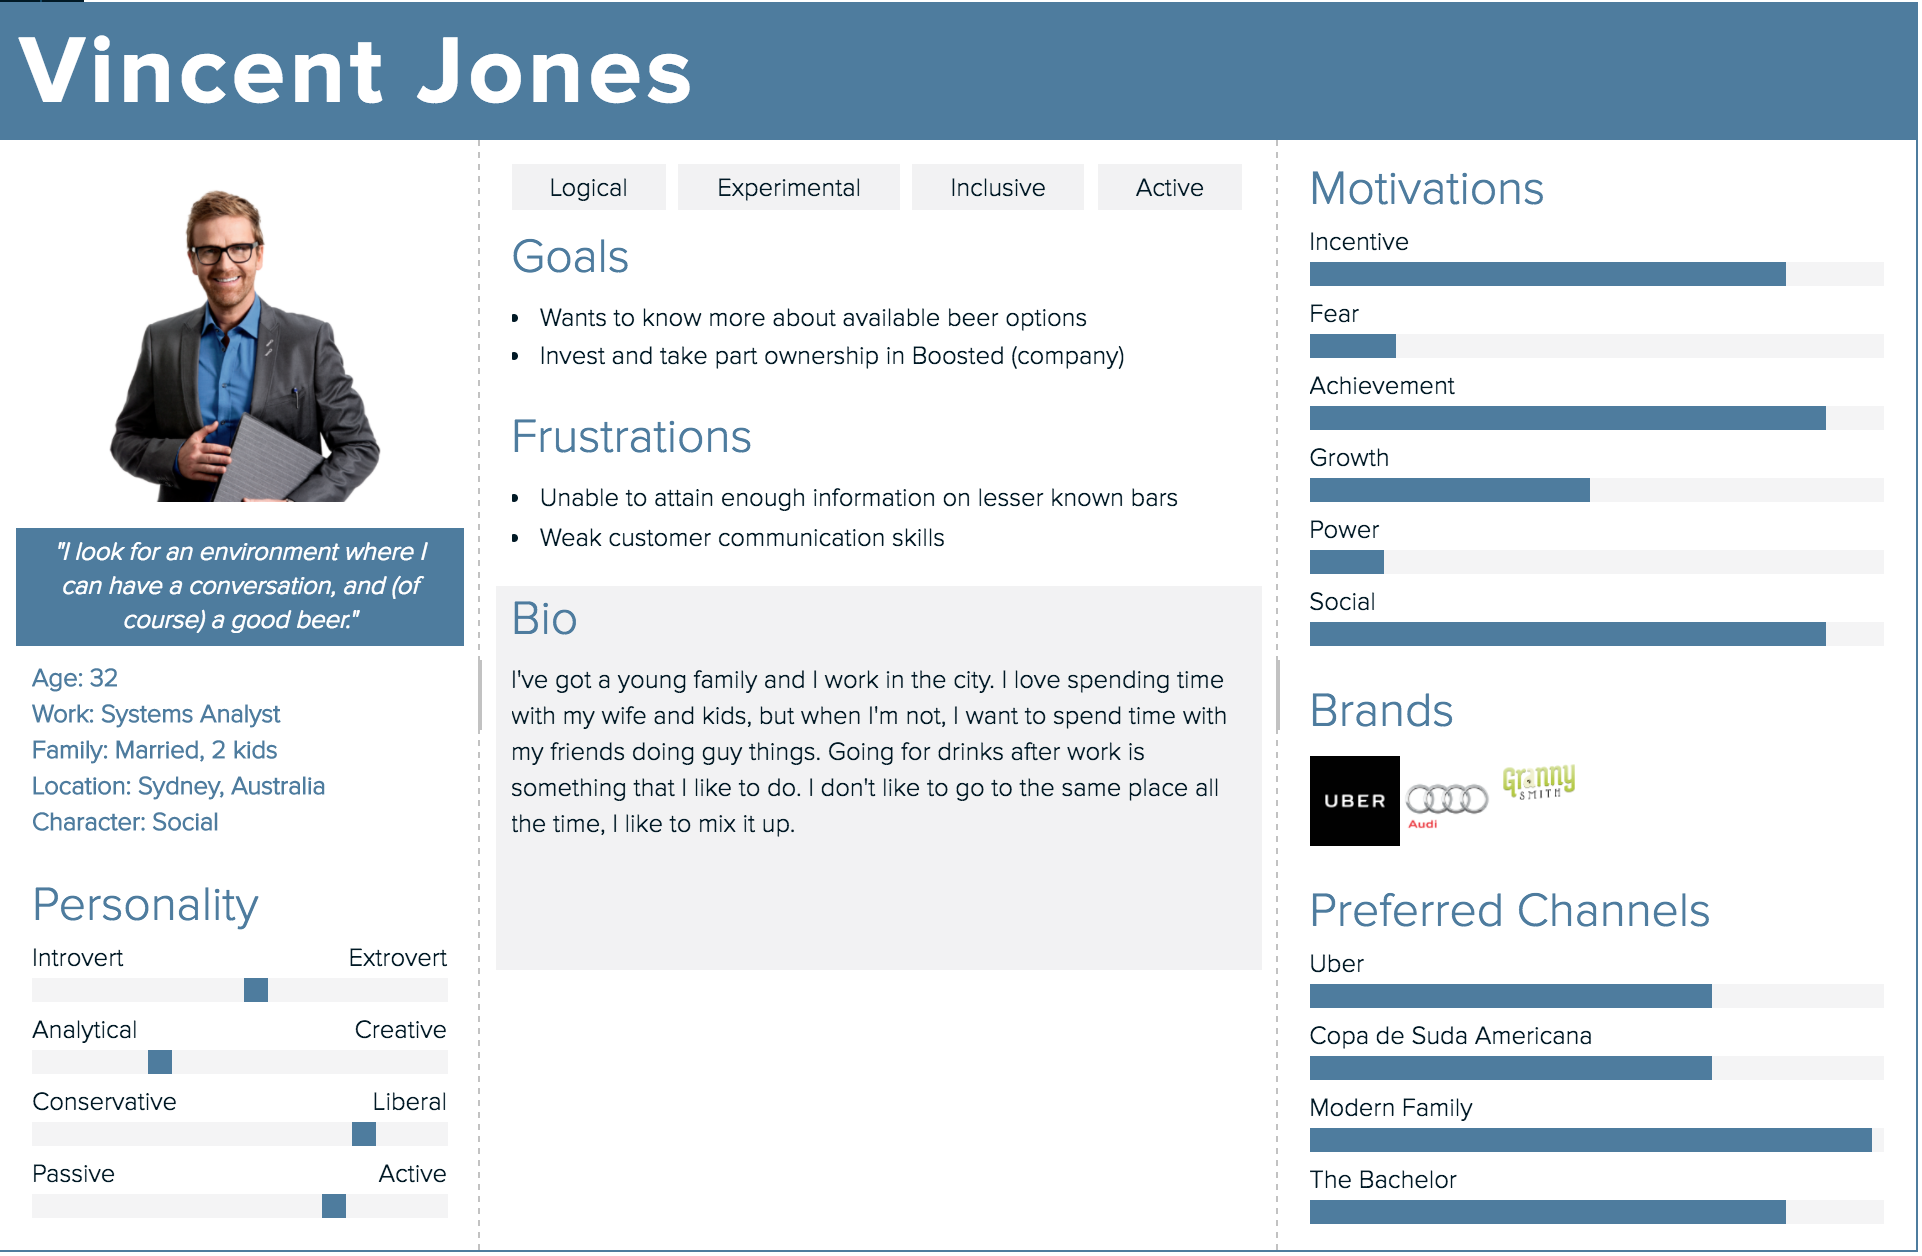 Vincent Jones
"I look for an environment where I
can have a conversation, and (of
course) a good beer."
Age: 32
Work: Systems Analyst
Family: Married, 2 kids
Location: Sydney, Australia
Character: Social
Personality
Introvert Extrovert
Analytical Creative
Conservative Liberal
Passive Active
Logical Experimental Inclusive Active
Goals
• Wants to know more about available beer options
• Invest and take part ownership in Boosted (company)
Frustrations
• Unable to attain enough information on lesser known bars
• Weak customer communication skills
Bio
I've got a young family and I work in the city. I love spending time
with my wife and kids, but when I'm not, I want to spend time with
my friends doing guy things. Going for drinks after work is
something that I like to do. I don't like to go to the same place all
the time, I like to mix it up.
Motivations
Incentive
Fear
Achievement
Growth
Power
Social
Brands
UBER
Audi
Granny
SMITH
Preferred Channels
Uber
Copa de Suda Americana
Modern Family
The Bachelor